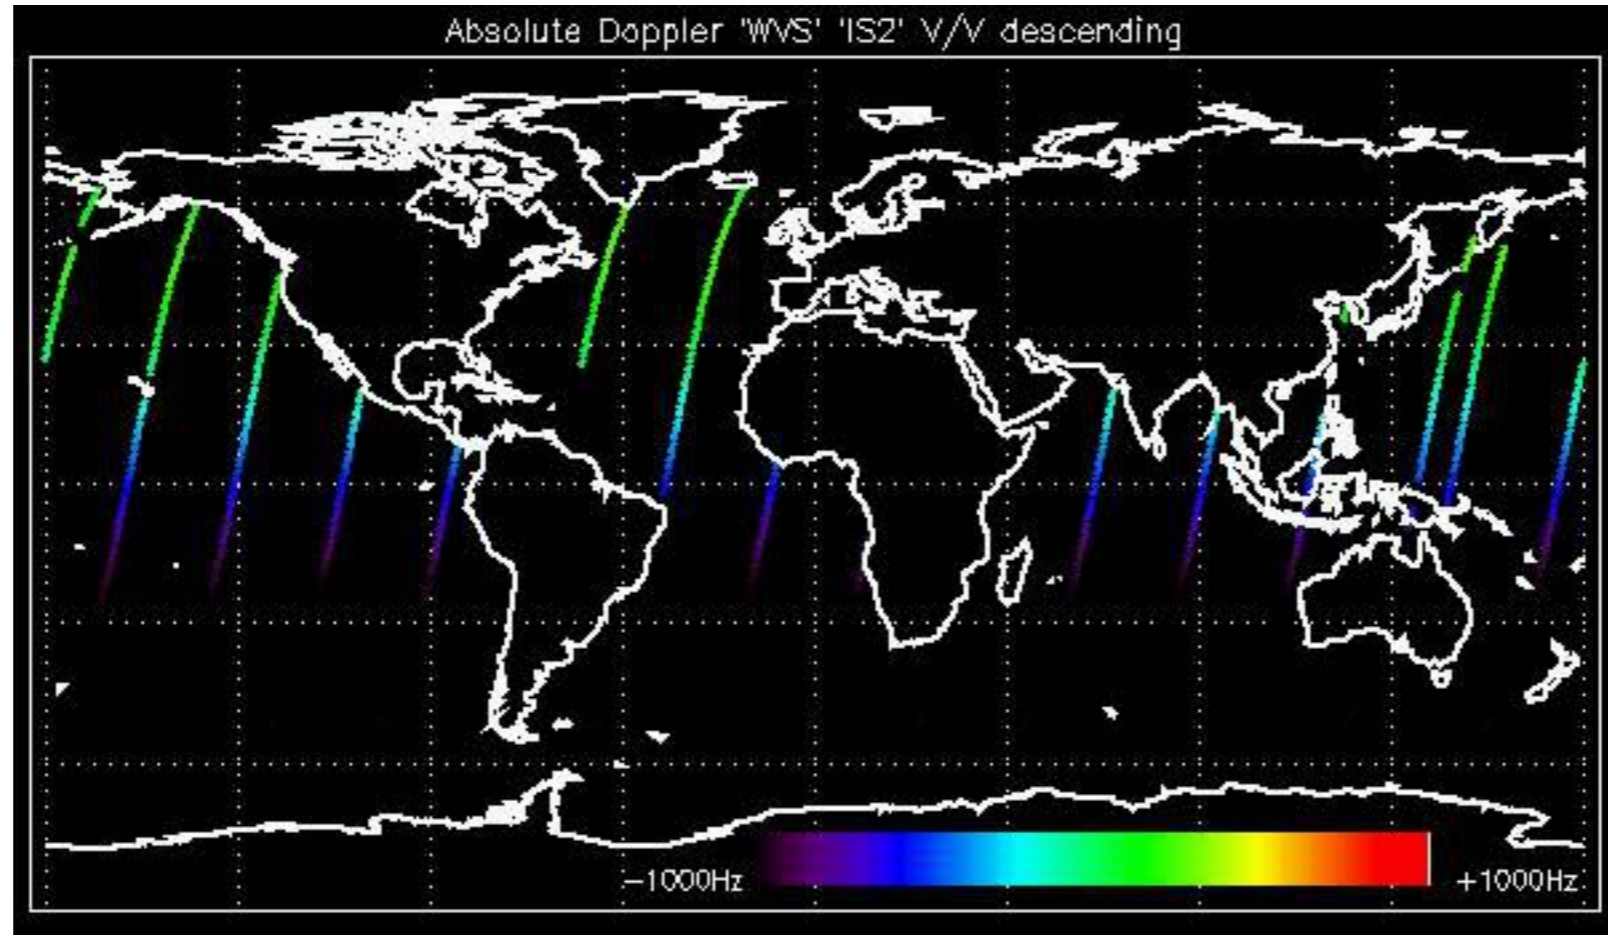 Absolute Doppler 'WVS' 'IS2' V/V descending
−1000Hz
+1000Hz